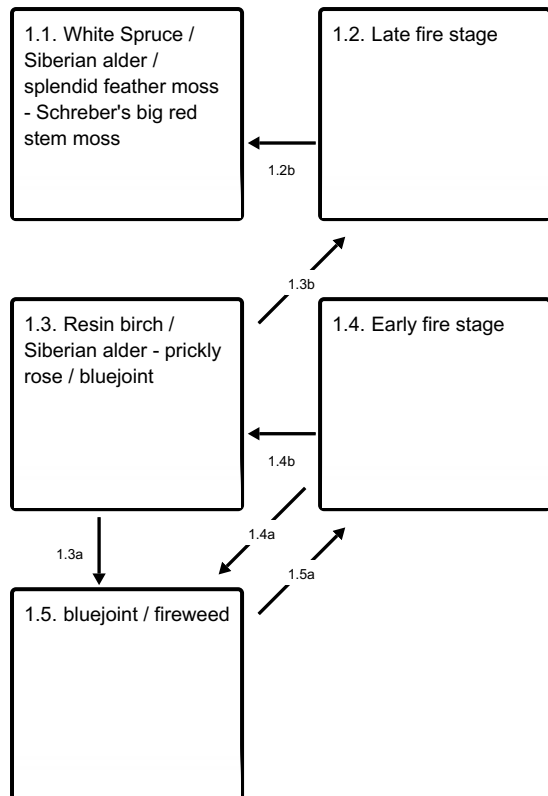 1.1. White Spruce /
Siberian alder /
splendid feather moss
- Schreber's big red
stem moss
1.2. Late fire stage
1.2b
1.3b
1.3. Resin birch /
Siberian alder - prickly
rose / bluejoint
1.4. Early fire stage
1.4b
1.4a
1.3a
1.5a
1.5. bluejoint / fireweed